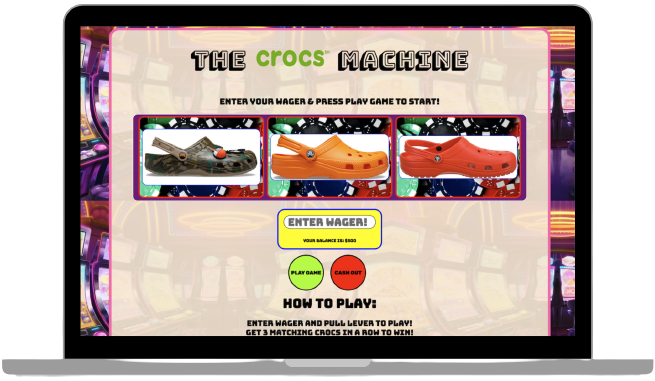 THE crocs™ MACHINE
ENTER YOUR WAGER & PRESS PLAY GAME TO START!
ENTER WAGER!
YOUR BALANCE IS: $500
PLAY GAME CASH OUT
HOW TO PLAY:
ENTER WAGER AND PULL LEVER TO PLAY!
GET 3 MATCHING CROCS IN A ROW TO WIN!